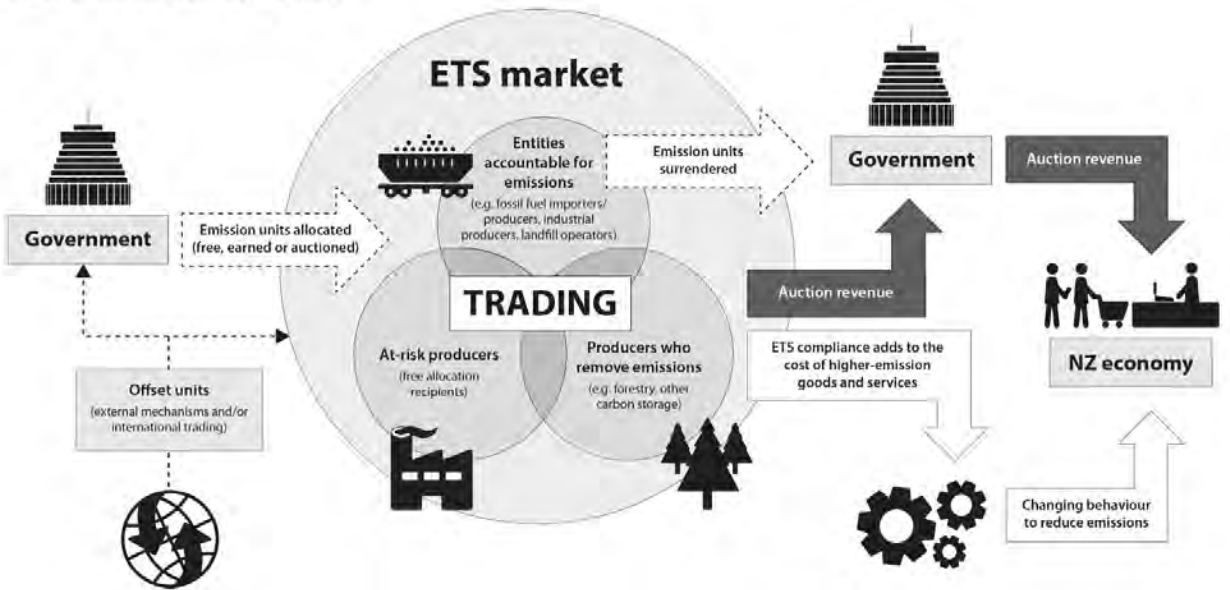 ETS market
Entities
accountable for
emissions
(e.g. fossil fuel importers/
producers, industrial
producers, landfill operators)
Emission units
surrendered
Government
Auction revenue
Government
Emission units allocated
(free, earned or auctioned)
TRADING
Auction revenue
At-risk producers
(free allocation
recipients)
Producers who
remove emissions
(e.g. forestry, other
carbon storage)
ETS compliance adds to the
cost of higher-emission
goods and services
NZ economy
Offset units
(external mechanisms and/or
international trading)
Changing behaviour
to reduce emissions